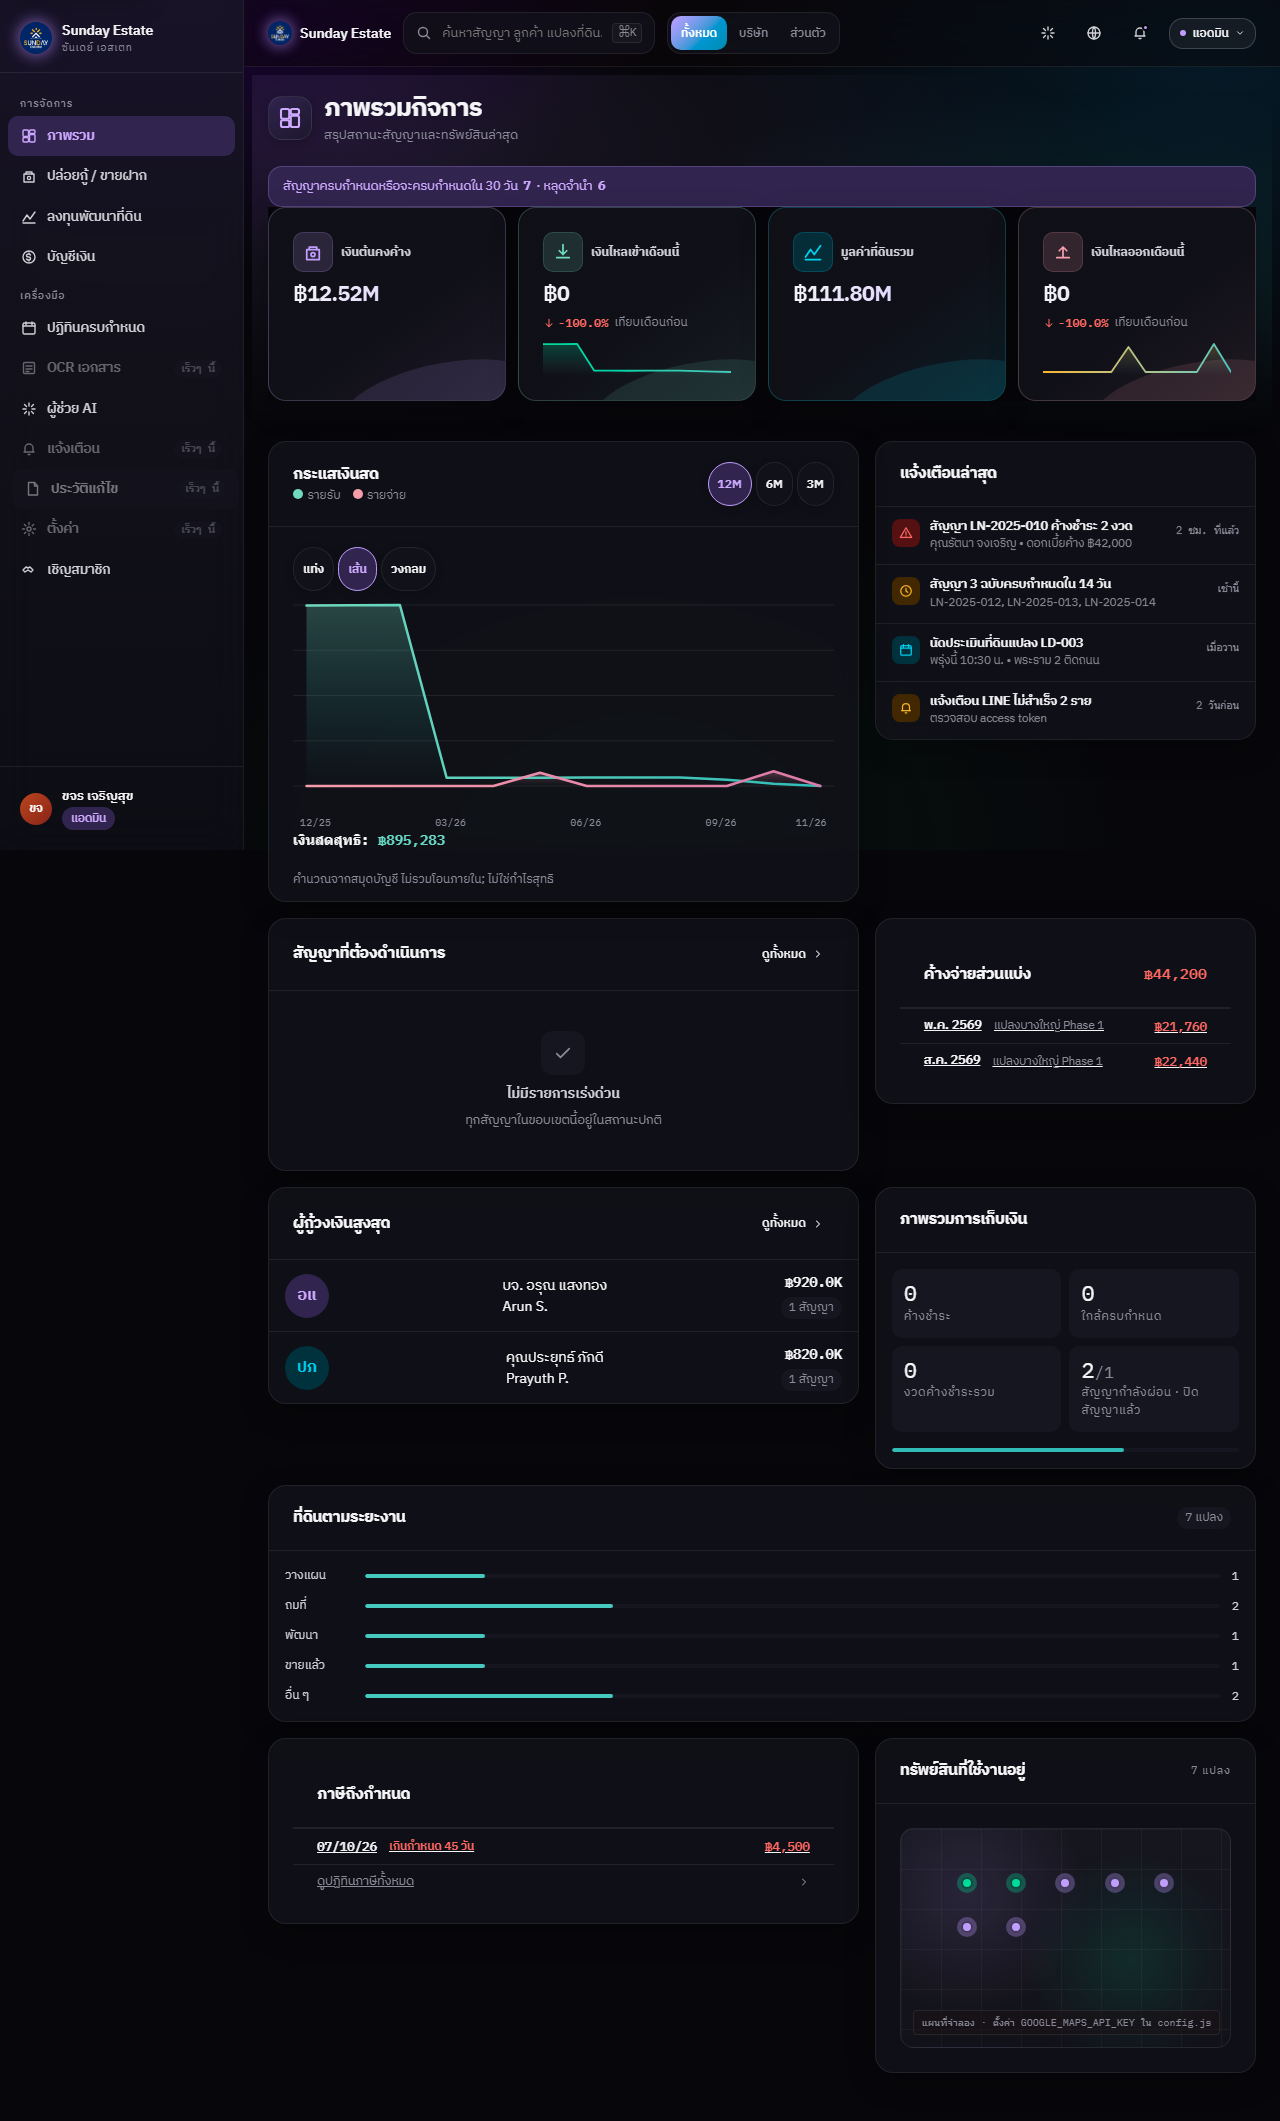 Sunday Estate
ซันเดย์ เอสเตท
การจัดการ
ภาพรวม
ปล่อยกู้ / ขายฝาก
ลงทุนพัฒนาที่ดิน
บัญชีเงิน
เครื่องมือ
ปฏิทินครบกำหนด
OCR เอกสาร เร็วๆ นี้
ผู้ช่วย AI
แจ้งเตือน เร็วๆ นี้
ประวัติแก้ไข เร็วๆ นี้
ตั้งค่า เร็วๆ นี้
เชิญสมาชิก
ขจ
ขจร เจริญสุข
แอดมิน
Sunday Estate
ค้นหาสัญญา ลูกค้า แปลงที่ดิน. ⌘K
ทั้งหมด บริษัท ส่วนตัว
แอดมิน
ภาพรวมกิจการ
สรุปสถานะสัญญาและทรัพย์สินล่าสุด
สัญญาครบกำหนดหรือจะครบกำหนดใน 30 วัน 7 · หลุดจำนำ 6
เงินต้นคงค้าง
฿12.52M
เงินไหลเข้าเดือนนี้
฿0
↓ -100.0% เทียบเดือนก่อน
มูลค่าที่ดินรวม
฿111.80M
เงินไหลออกเดือนนี้
฿0
↓ -100.0% เทียบเดือนก่อน
กระแสเงินสด
รายรับ รายจ่าย
12M 6M 3M
แท่ง เส้น วงกลม
12/25 03/26 06/26 09/26 11/26
เงินสดสุทธิ: ฿895,283
คำนวณจากสมุดบัญชี ไม่รวมโอนภายใน; ไม่ใช่กำไรสุทธิ
แจ้งเตือนล่าสุด
สัญญา LN-2025-010 ค้างชำระ 2 งวด 2 ชม. ที่แล้ว
คุณรัตนา จงเจริญ • ดอกเบี้ยค้าง ฿42,000
สัญญา 3 ฉบับครบกำหนดใน 14 วัน เช้านี้
LN-2025-012, LN-2025-013, LN-2025-014
นัดประเมินที่ดินแปลง LD-003 เมื่อวาน
พรุ่งนี้ 10:30 น. • พระราม 2 ติดถนน
แจ้งเตือน LINE ไม่สำเร็จ 2 ราย 2 วันก่อน
ตรวจสอบ access token
สัญญาที่ต้องดำเนินการ ดูทั้งหมด
ไม่มีรายการเร่งด่วน
ทุกสัญญาในขอบเขตนี้อยู่ในสถานะปกติ
ค้างจ่ายส่วนแบ่ง ฿44,200
พ.ค. 2569 แปลงบางใหญ่ Phase 1 ฿21,760
ส.ค. 2569 แปลงบางใหญ่ Phase 1 ฿22,440
ผู้กู้วงเงินสูงสุด ดูทั้งหมด
อแ บจ. อรุณ แสงทอง ฿920.0K
Arun S. 1 สัญญา
ปภ คุณประยุทธ์ ภักดี ฿820.0K
Prayuth P. 1 สัญญา
ภาพรวมการเก็บเงิน
0
ค้างชำระ
0
ใกล้ครบกำหนด
0
งวดค้างชำระรวม
2/1
สัญญากำลังผ่อน · ปิด
สัญญาแล้ว
ที่ดินตามระยะงาน 7 แปลง
วางแผน 1
ถมที่ 2
พัฒนา 1
ขายแล้ว 1
อื่น ๆ 2
ภาษีถึงกำหนด
07/10/26 เกินกำหนด 45 วัน ฿4,500
ดูปฏิทินภาษีทั้งหมด
ทรัพย์สินที่ใช้งานอยู่ 7 แปลง
แผนที่จำลอง · ตั้งค่า GOOGLE_MAPS_API_KEY ใน config.js